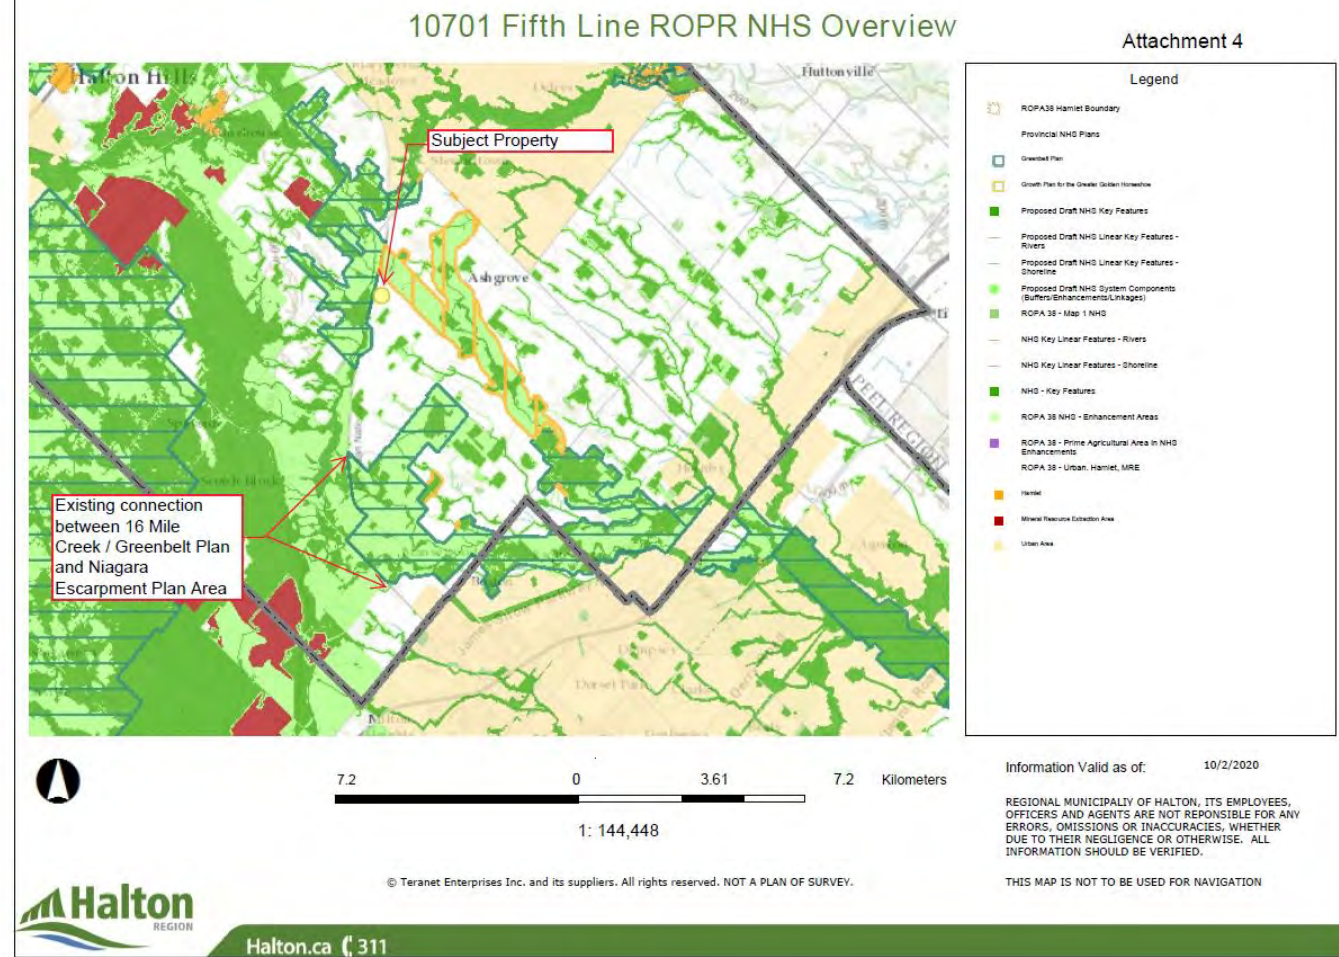 10701 Fifth Line ROPR NHS Overview
Attachment 4
Halton Hills
Huttonville
Subject Property
Ashgrove
PEEL REGION
Existing connection
between 16 Mile
Creek / Greenbelt Plan
and Niagara
Escarpment Plan Area
Scotch Block
Hornby
Agerton
Dempsey
Dorset Park
Clarke
Milton
Legend
ROPA38 Hamlet Boundary
Provincial NHS Plans
Greenbelt Plan
Growth Plan for the Greater Golden Horseshoe
Proposed Draft NHS Key Features
Proposed Draft NHS Linear Key Features -
Rivers
Proposed Draft NHS Linear Key Features -
Shoreline
Proposed Draft NHS System Components
(Buffers/Enhancements/Linkages)
ROPA 38 - Map 1 NHS
NHS Key Linear Features - Rivers
NHS Key Linear Features - Shoreline
NHS - Key Features
ROPA 38 NHS - Enhancement Areas
ROPA 38 - Prime Agricultural Area in NHS
Enhancements
ROPA 38 - Urban, Hamlet, MRE
Hamlet
Mineral Resource Extraction Area
Urban Area
7.2 0 3.61 7.2 Kilometers
1: 144,448
Information Valid as of: 10/2/2020
REGIONAL MUNICIPALIY OF HALTON, ITS EMPLOYEES,
OFFICERS AND AGENTS ARE NOT REPONSIBLE FOR ANY
ERRORS, OMISSIONS OR INACCURACIES, WHETHER
DUE TO THEIR NEGLIGENCE OR OTHERWISE. ALL
INFORMATION SHOULD BE VERIFIED.
THIS MAP IS NOT TO BE USED FOR NAVIGATION
© Teranet Enterprises Inc. and its suppliers. All rights reserved. NOT A PLAN OF SURVEY.
Halton
REGION
Halton.ca 311